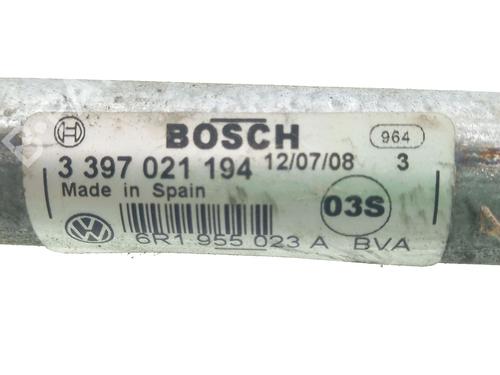 BOSCH
964
3 397 021 194 12/07/08 3
Made in Spain
03S
6R1 955 023 A BVA